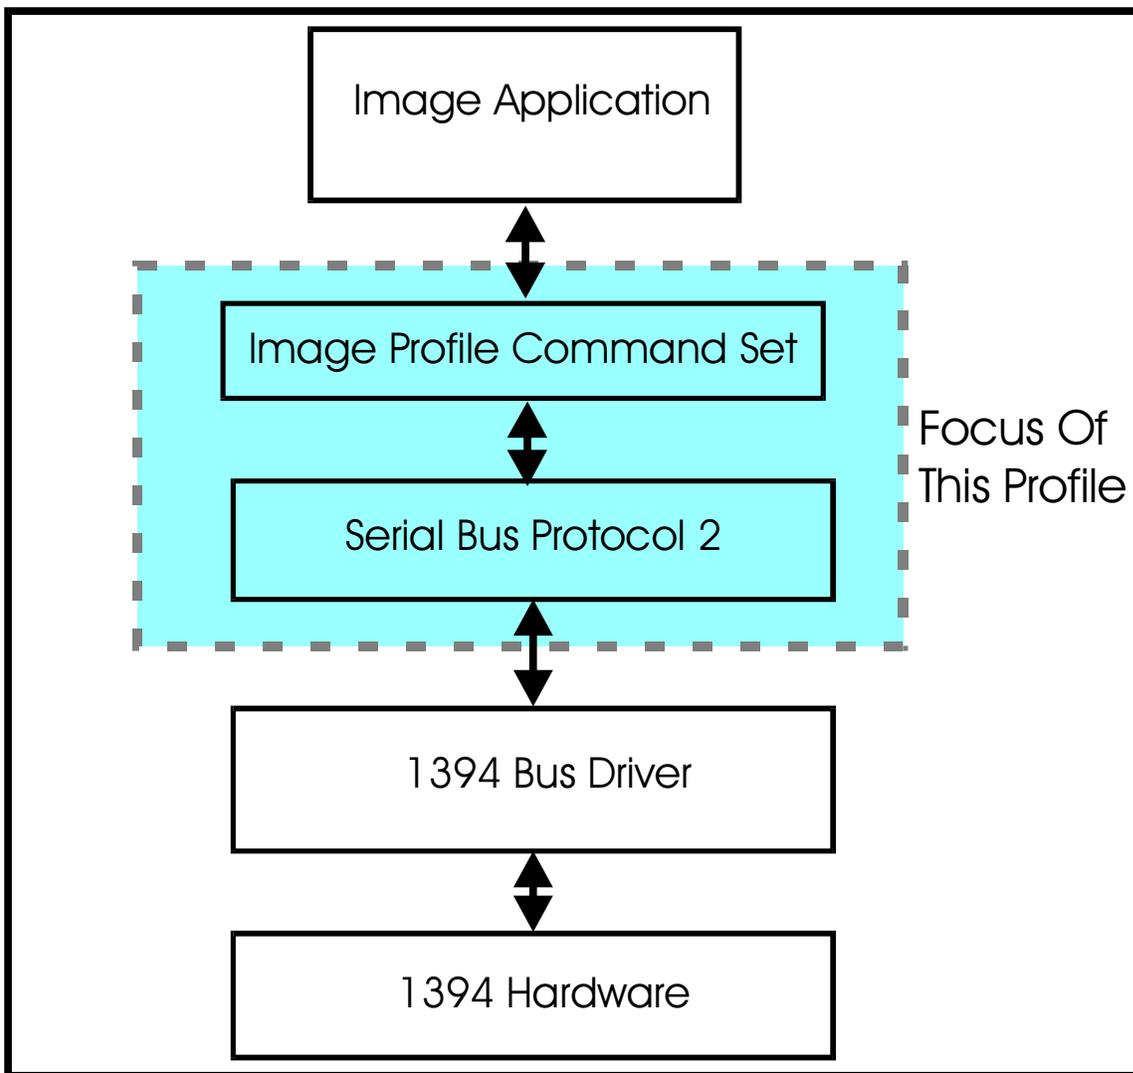 Image Application
Image Profile Command Set
Focus Of
This Profile
Serial Bus Protocol 2
1394 Bus Driver
1394 Hardware